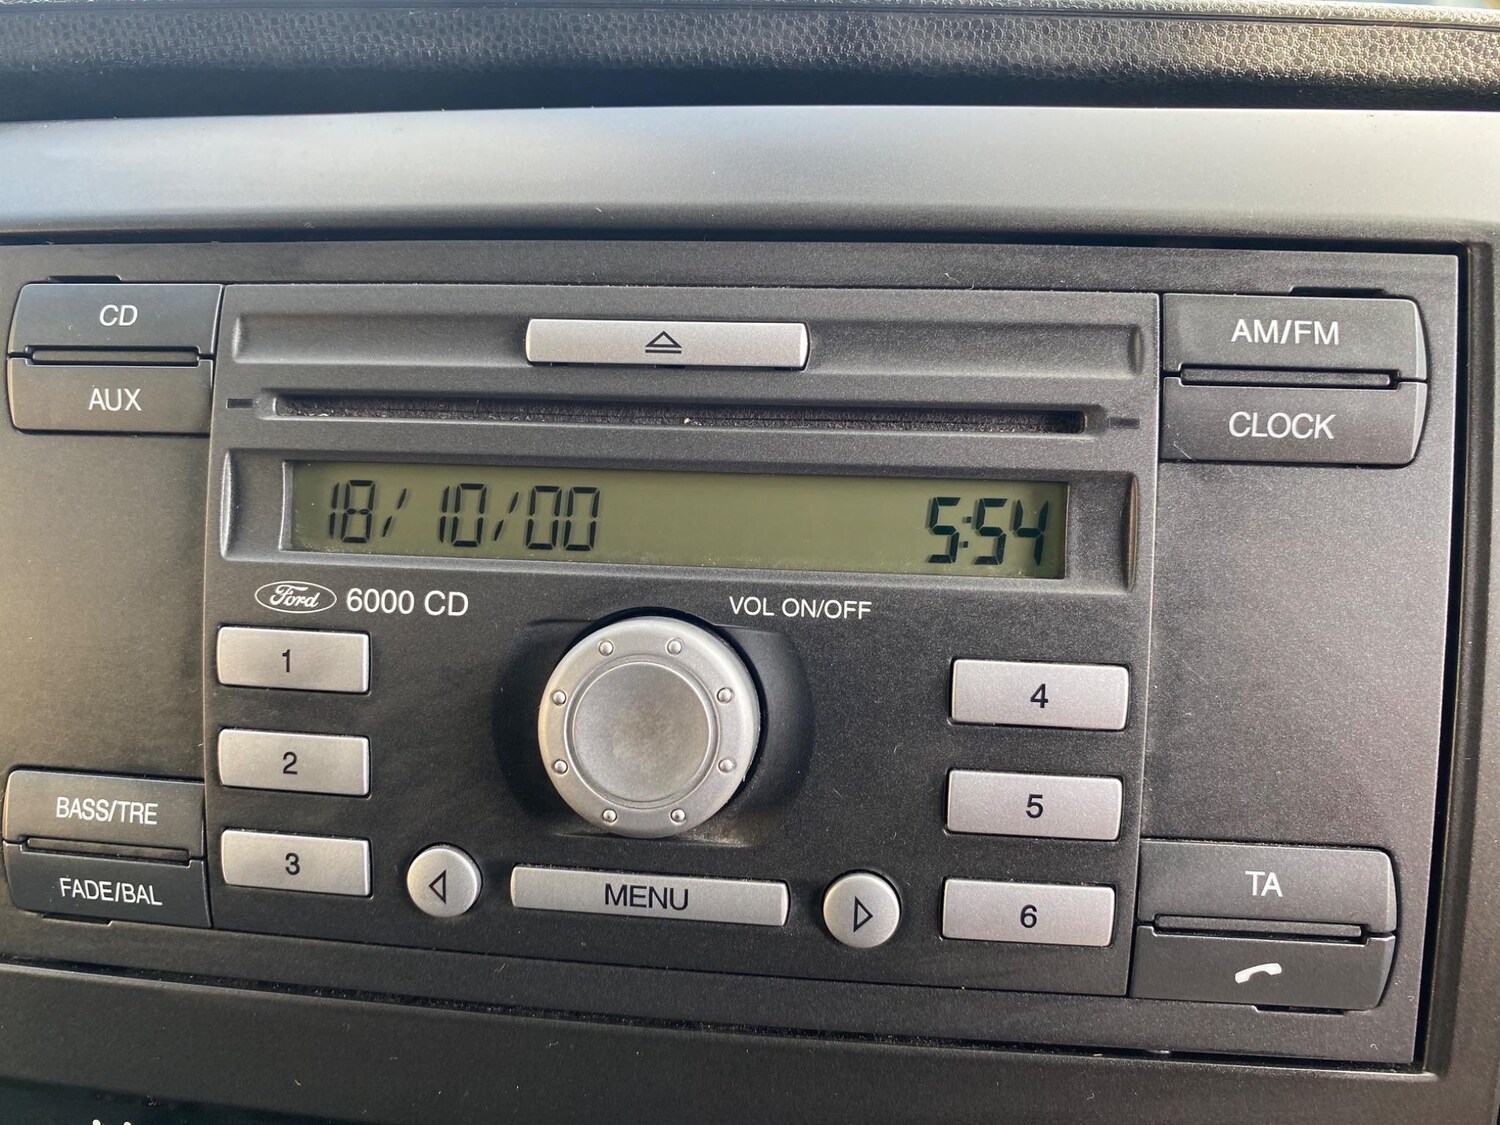 CD
AUX
AM/FM
CLOCK
18/10/00 5:54
Ford 6000 CD
VOL ON/OFF
1
2
3
4
5
6
BASS/TRE
FADE/BAL
MENU
TA